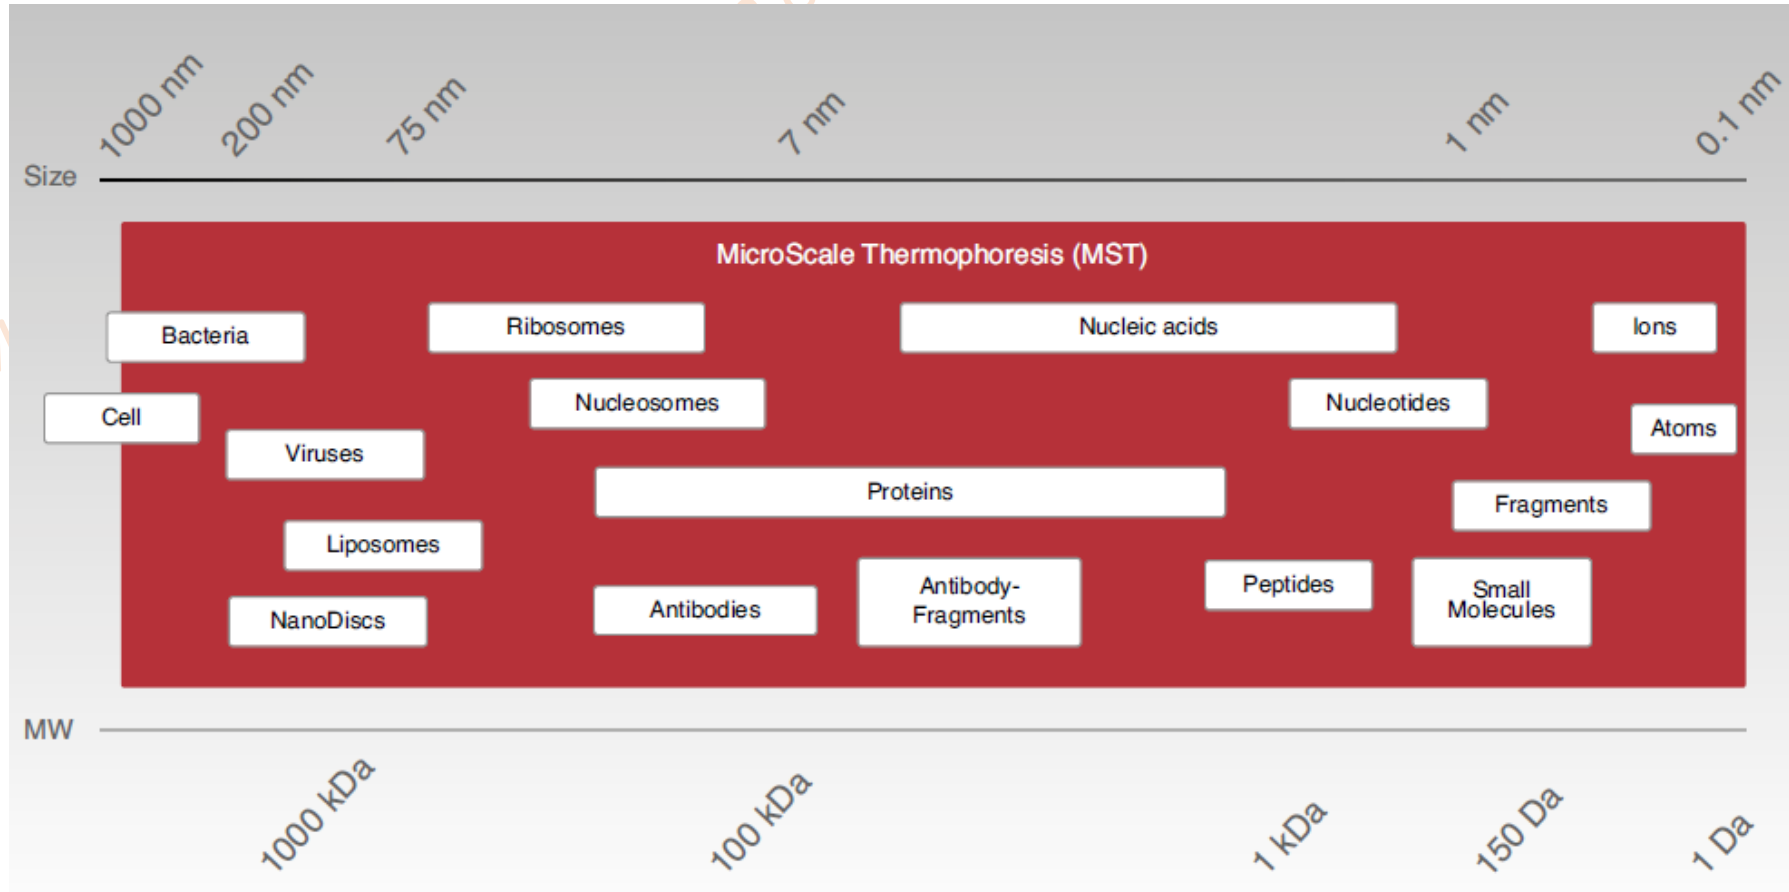 1000 nm
200 nm
75 nm
7 nm
1 nm
0.1 nm
Size
MicroScale Thermophoresis (MST)
Bacteria
Ribosomes
Nucleic acids
Ions
Cell
Nucleosomes
Nucleotides
Atoms
Viruses
Proteins
Fragments
Liposomes
Antibody-
Fragments
Peptides
Small
Molecules
NanoDiscs
Antibodies
MW
1000 kDa
100 kDa
1 kDa
150 Da
1 Da